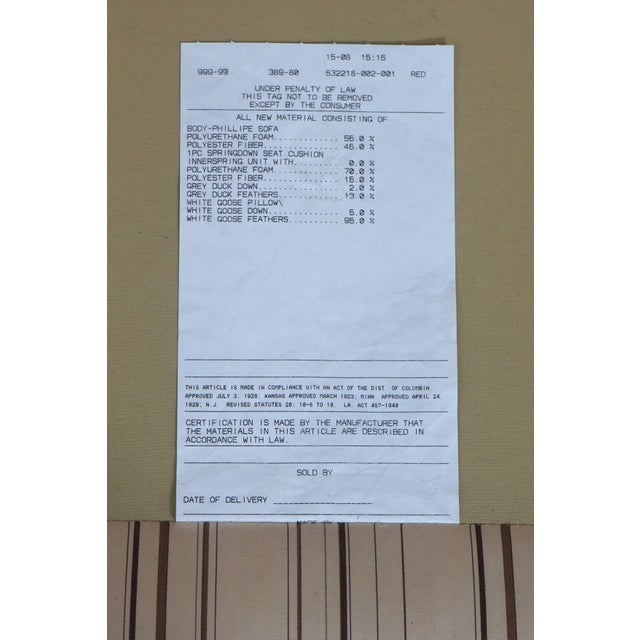 15-08 15:16
999-99 389-80 532218-002-001 RED
UNDER PENALTY OF LAW
THIS TAG NOT TO BE REMOVED
EXCEPT BY THE CONSUMER
ALL NEW MATERIAL CONSISTING OF
BODY-PHILLIPE SOFA
POLYURETHANE FOAM............ 55.0 %
POLYESTER FIBER.............. 45.0 %
1PC SPRINGDOWN SEAT CUSHION
INNERSPRING UNIT WITH........ 0.0 %
POLYURETHANE FOAM............ 70.0 %
POLYESTER FIBER.............. 15.0 %
GREY DUCK DOWN............... 2.0 %
GREY DUCK FEATHERS........... 13.0 %
WHITE GOOSE PILLOW\
WHITE GOOSE DOWN............. 5.0 %
WHITE GOOSE FEATHERS......... 95.0 %
THIS ARTICLE IS MADE IN COMPLIANCE WITH AN ACT OF THE DIST. OF COLUMBIA
APPROVED JULY 3, 1926; KANSAS APPROVED MARCH 1923; MINN. APPROVED APRIL 24,
1929; N.J. REVISED STATUTES 26; 10-6 TO 18. LA. ACT 467-1948
CERTIFICATION IS MADE BY THE MANUFACTURER THAT
THE MATERIALS IN THIS ARTICLE ARE DESCRIBED IN
ACCORDANCE WITH LAW.
SOLD BY
DATE OF DELIVERY ___________________
MADE BY